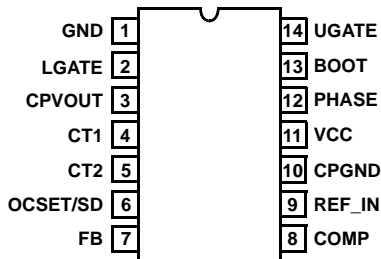 GND 1 14 UGATE
LGATE 2 13 BOOT
CPVOUT 3 12 PHASE
CT1 4 11 VCC
CT2 5 10 CPGND
OCSET/SD 6 9 REF_IN
FB 7 8 COMP